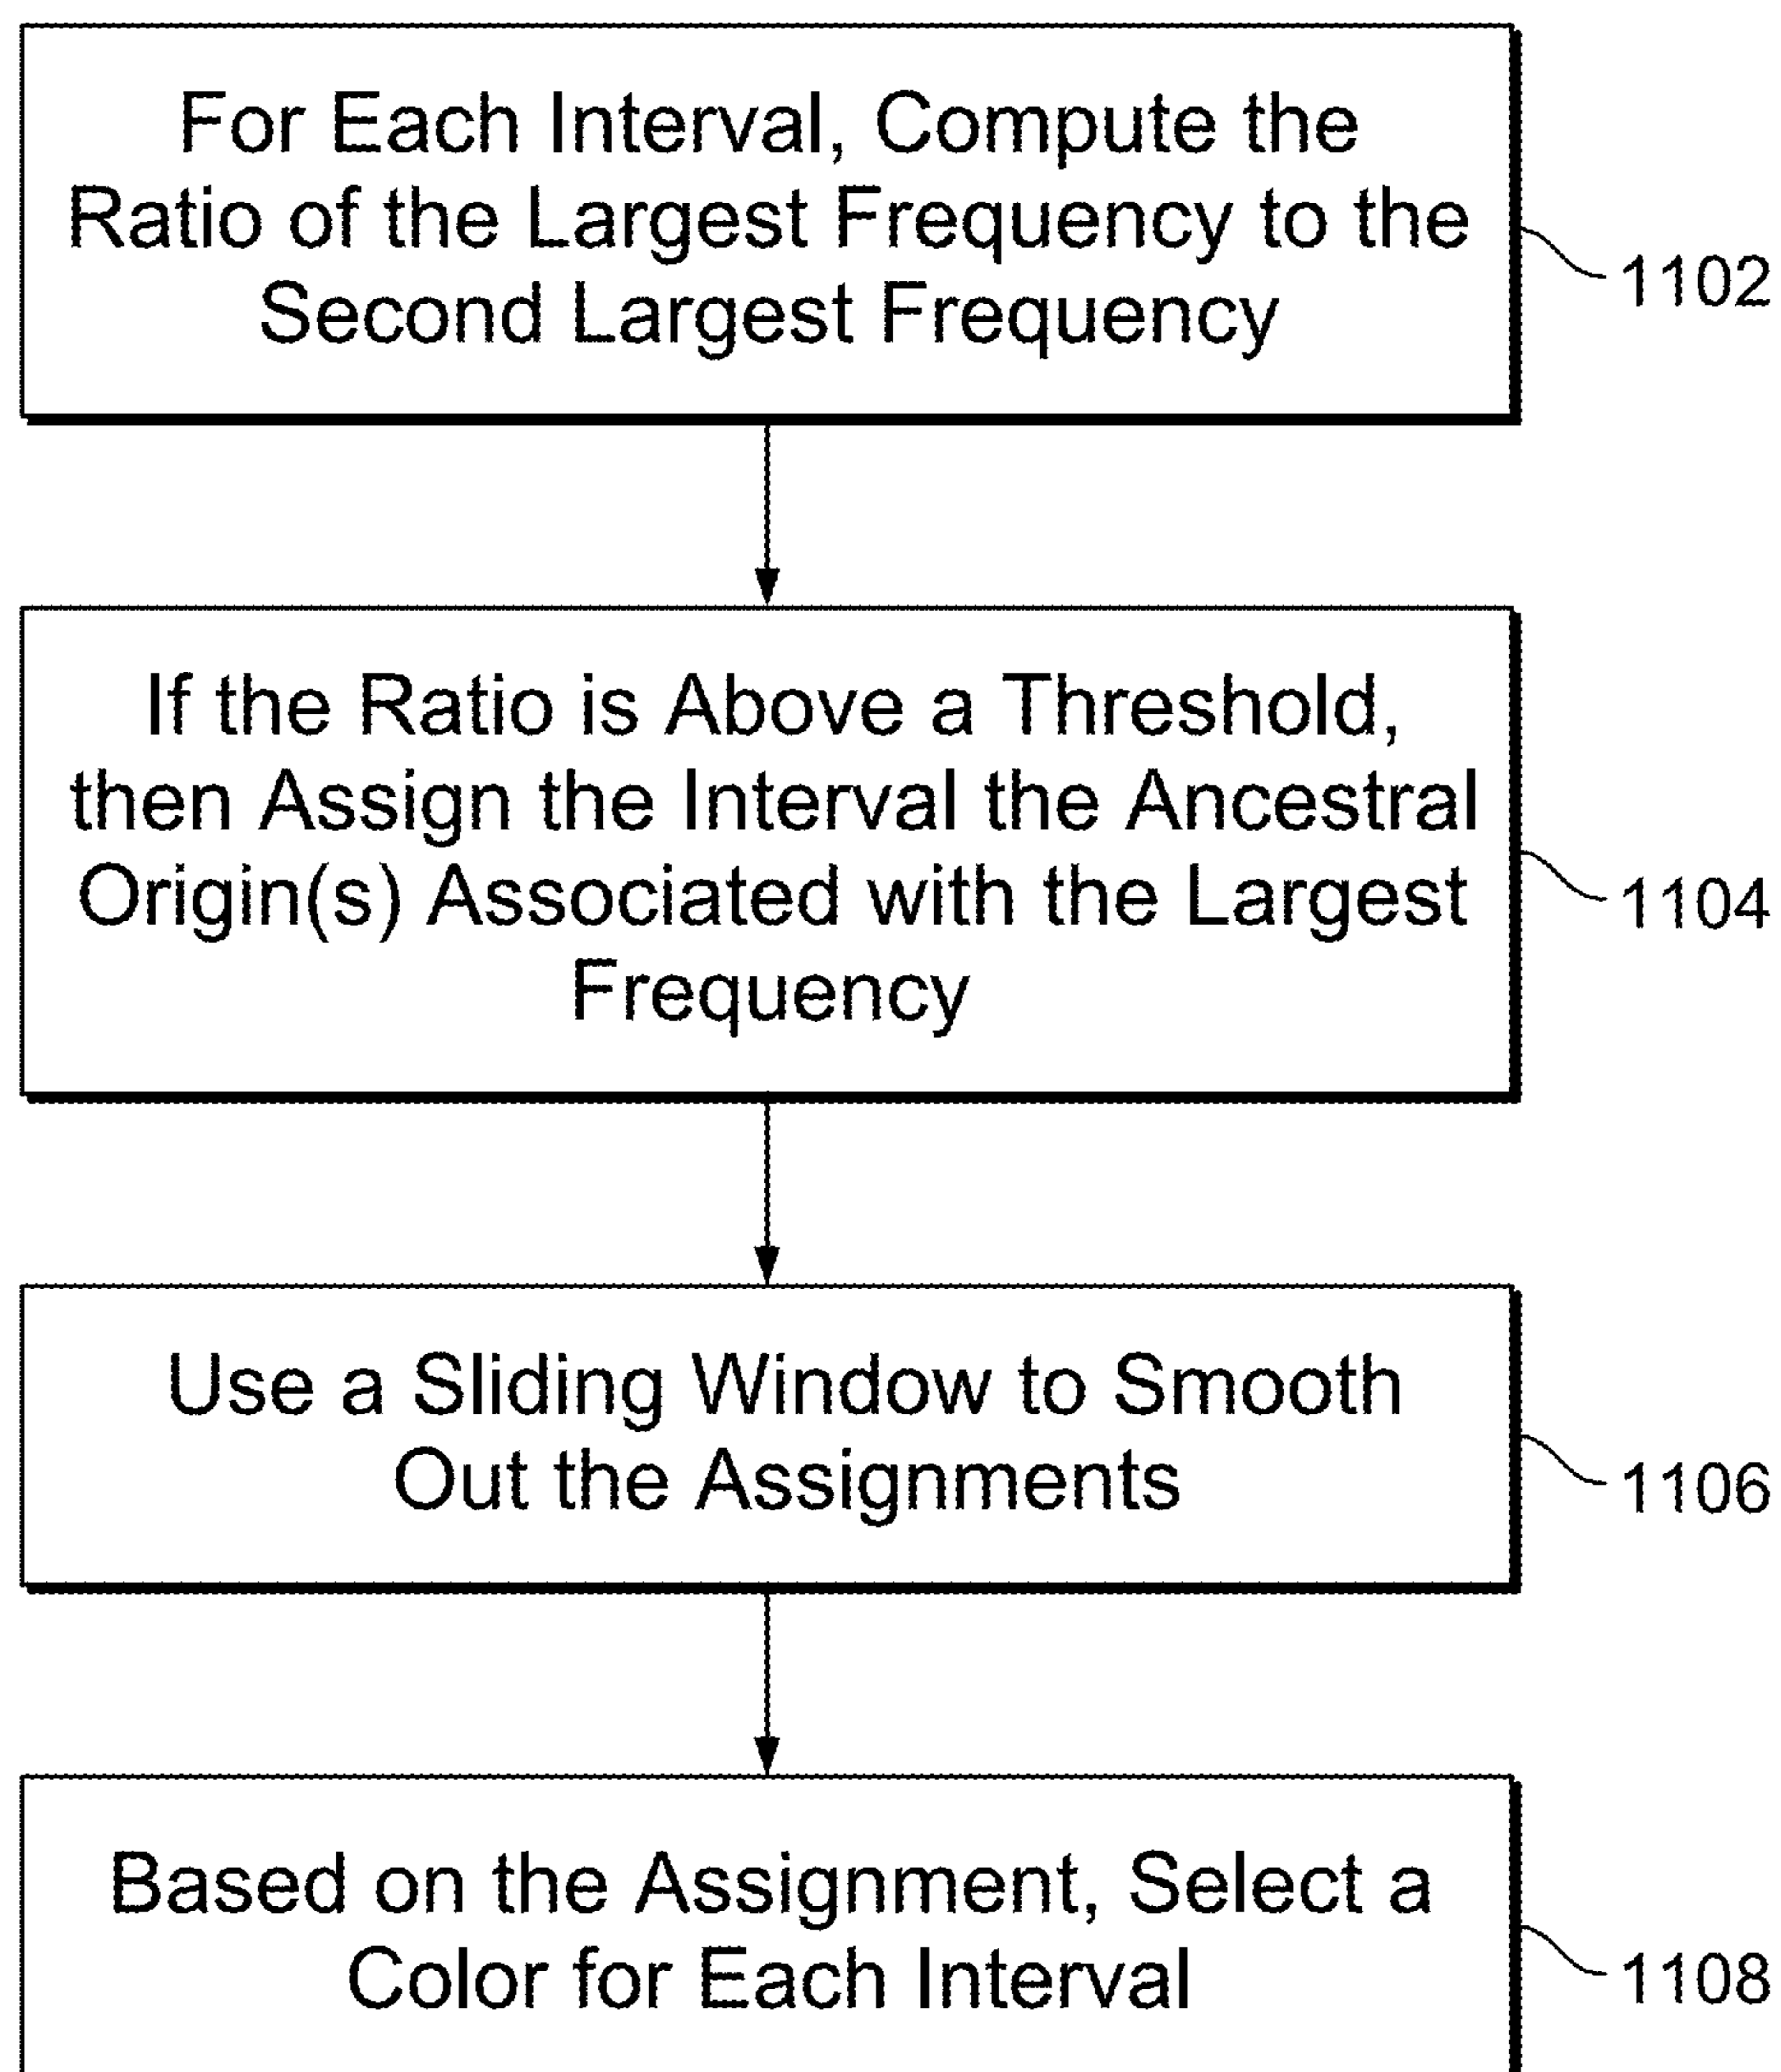 For Each Interval, Compute the
Ratio of the Largest Frequency to the
Second Largest Frequency
1102
If the Ratio is Above a Threshold,
then Assign the Interval the Ancestral
Origin(s) Associated with the Largest
Frequency
1104
Use a Sliding Window to Smooth
Out the Assignments
1106
Based on the Assignment, Select a
Color for Each Interval
1108